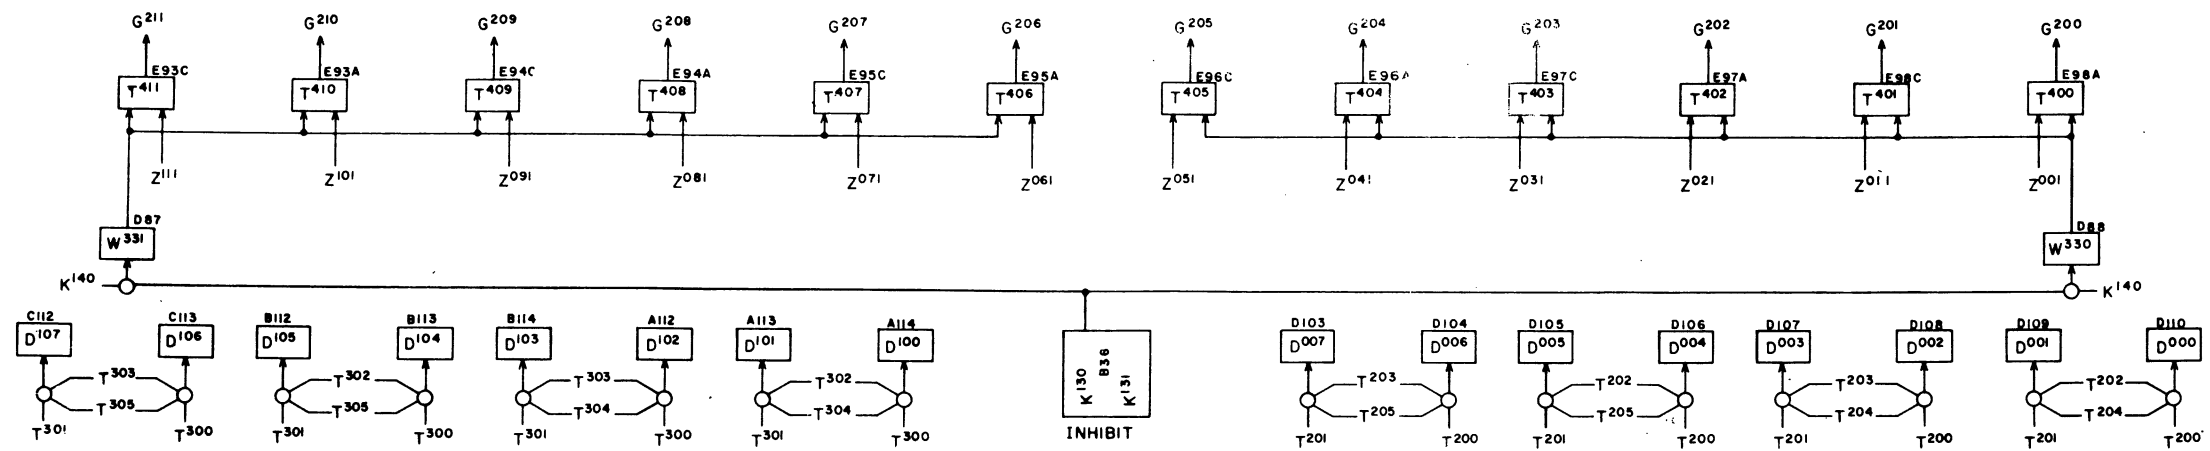 G²¹¹ G²¹⁰ G²⁰⁹ G²⁰⁸ G²⁰⁷ G²⁰⁶ G²⁰⁵ G²⁰⁴ G²⁰³ G²⁰² G²⁰¹ G²⁰⁰
E93C E93A E94C E94A E95C E95A E96C E96A E97C E97A E98C E98A
T⁴¹¹ T⁴¹⁰ T⁴⁰⁹ T⁴⁰⁸ T⁴⁰⁷ T⁴⁰⁶ T⁴⁰⁵ T⁴⁰⁴ T⁴⁰³ T⁴⁰² T⁴⁰¹ T⁴⁰⁰
Z¹¹¹ Z¹⁰¹ Z⁰⁹¹ Z⁰⁸¹ Z⁰⁷¹ Z⁰⁶¹ Z⁰⁵¹ Z⁰⁴¹ Z⁰³¹ Z⁰²¹ Z⁰¹¹ Z⁰⁰¹
D87 D88
W³³¹ W³³⁰
K¹⁴⁰ K¹⁴⁰
C112 C113 B112 B113 B114 A112 A113 A114 D103 D104 D105 D106 D107 D108 D109 D110
D¹⁰⁷ D¹⁰⁶ D¹⁰⁵ D¹⁰⁴ D¹⁰³ D¹⁰² D¹⁰¹ D¹⁰⁰ D⁰⁰⁷ D⁰⁰⁶ D⁰⁰⁵ D⁰⁰⁴ D⁰⁰³ D⁰⁰² D⁰⁰¹ D⁰⁰⁰
K¹³⁰ B36 K¹³¹
T³⁰³ T³⁰² T³⁰³ T³⁰² T²⁰³ T²⁰² T²⁰³ T²⁰²
T³⁰⁵ T³⁰⁵ T³⁰⁴ T³⁰⁴ T²⁰⁵ T²⁰⁵ T²⁰⁴ T²⁰⁴
T³⁰¹ T³⁰⁰ T³⁰¹ T³⁰⁰ T³⁰¹ T³⁰⁰ T³⁰¹ T³⁰⁰ INHIBIT T²⁰¹ T²⁰⁰ T²⁰¹ T²⁰⁰ T²⁰¹ T²⁰⁰ T²⁰¹ T²⁰⁰